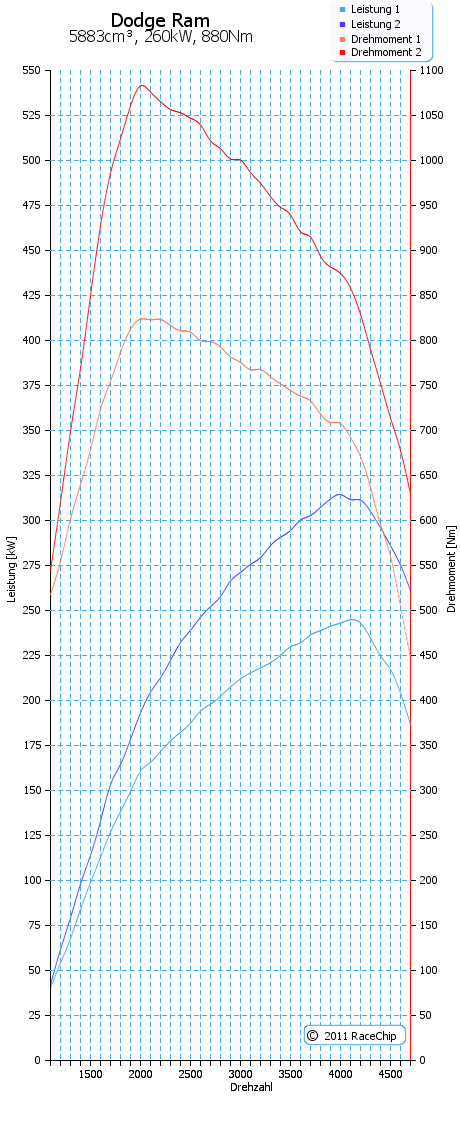 Dodge Ram
5883cm³, 260kW, 880Nm
Leistung 1
Leistung 2
Drehmoment 1
Drehmoment 2
550 1100
525 1050
500 1000
475 950
450 900
425 850
400 800
375 750
350 700
325 650
300 600
275 550
250 500
225 450
200 400
175 350
150 300
125 250
100 200
75 150
50 100
25 50
0 0
Leistung [kW]
Drehmoment [Nm]
© 2011 RaceChip
1500 2000 2500 3000 3500 4000 4500
Drehzahl